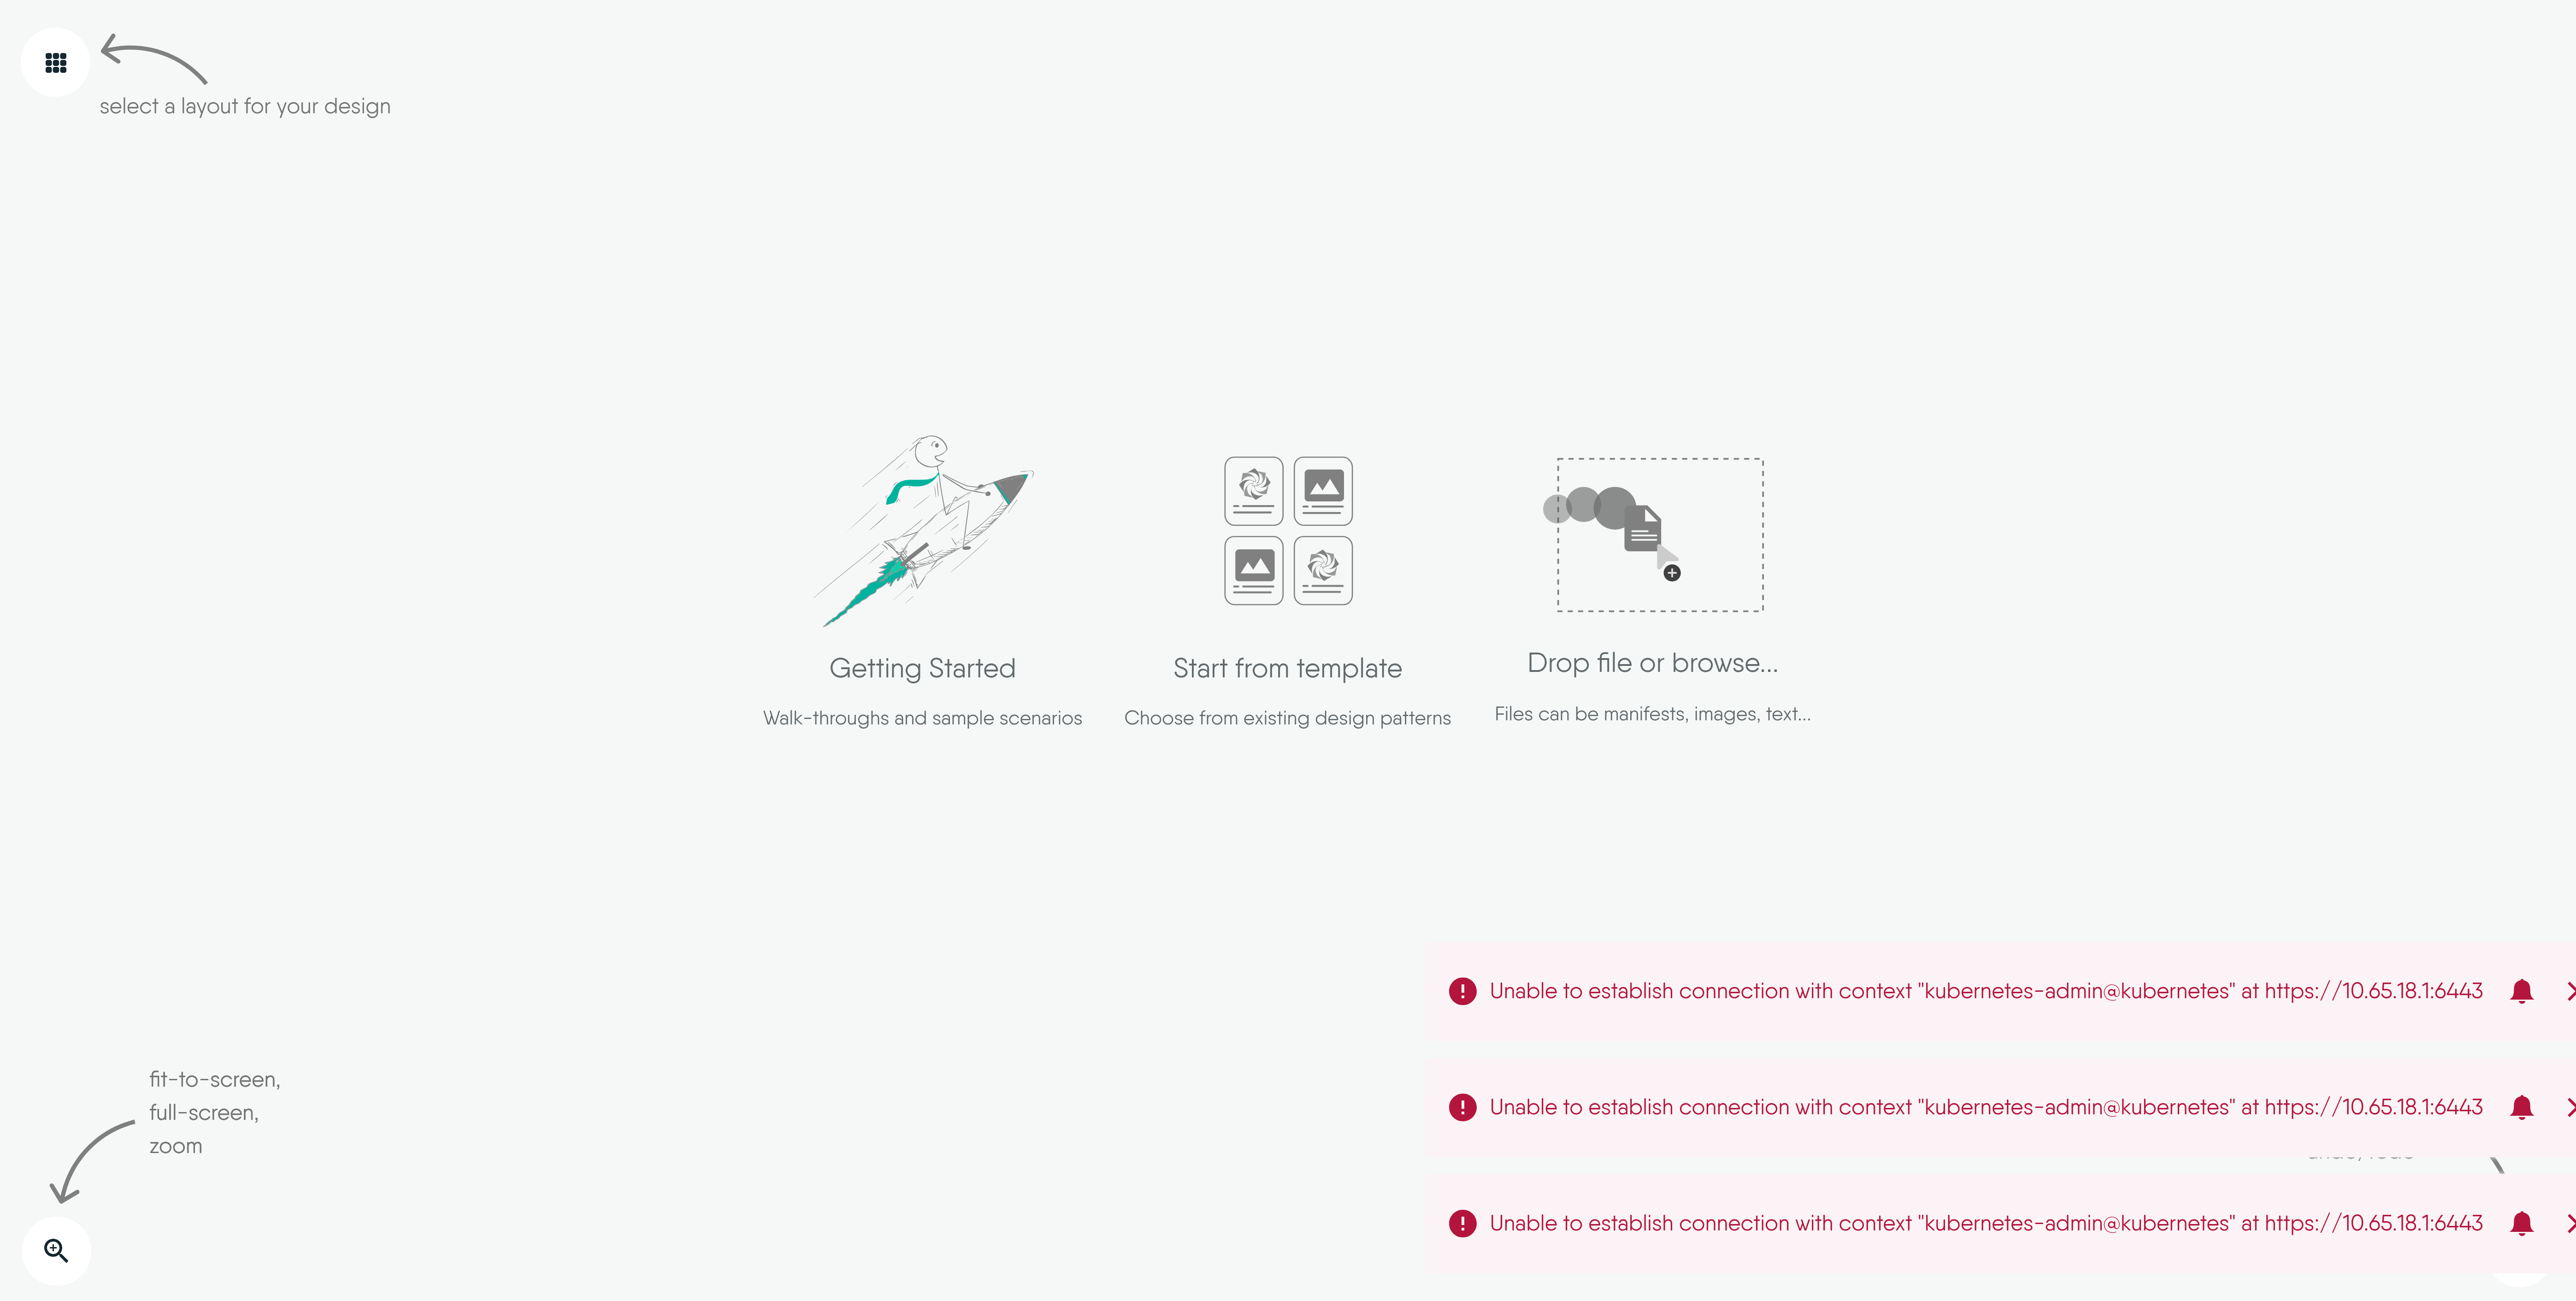 select a layout for your design
Getting Started
Walk-throughs and sample scenarios
Start from template
Choose from existing design patterns
Drop file or browse...
Files can be manifests, images, text...
Unable to establish connection with context "kubernetes-admin@kubernetes" at https://10.65.18.1:6443
Unable to establish connection with context "kubernetes-admin@kubernetes" at https://10.65.18.1:6443
Unable to establish connection with context "kubernetes-admin@kubernetes" at https://10.65.18.1:6443
fit-to-screen,
full-screen,
zoom